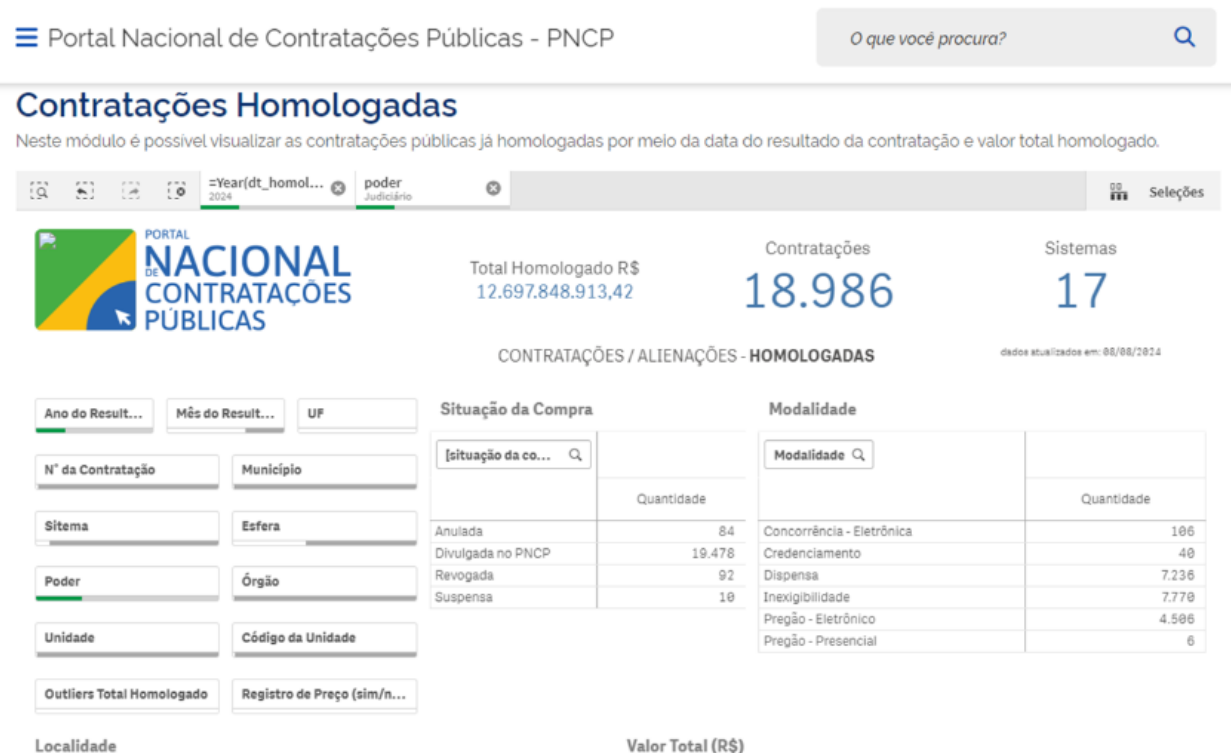 Portal Nacional de Contratações Públicas - PNCP
O que você procura?
Contratações Homologadas
Neste módulo é possível visualizar as contratações públicas já homologadas por meio da data do resultado da contratação e valor total homologado.
=Year(dt_homol...
2024
poder
Judiciário
Seleções
PORTAL
NACIONAL
DE
CONTRATAÇÕES
PÚBLICAS
Total Homologado R$
12.697.848.913,42
Contratações
18.986
Sistemas
17
CONTRATAÇÕES / ALIENAÇÕES - HOMOLOGADAS
dados atualizados em: 08/08/2024
Ano do Result...
Mês do Result...
UF
N° da Contratação
Município
Sitema
Esfera
Poder
Órgão
Unidade
Código da Unidade
Outliers Total Homologado
Registro de Preço (sim/n...
Situação da Compra
[situação da co...
Quantidade
Anulada 84
Divulgada no PNCP 19.478
Revogada 92
Suspensa 10
Modalidade
Modalidade
Quantidade
Concorrência - Eletrônica 106
Credenciamento 40
Dispensa 7.236
Inexigibilidade 7.770
Pregão - Eletrônico 4.506
Pregão - Presencial 6
Localidade
Valor Total (R$)